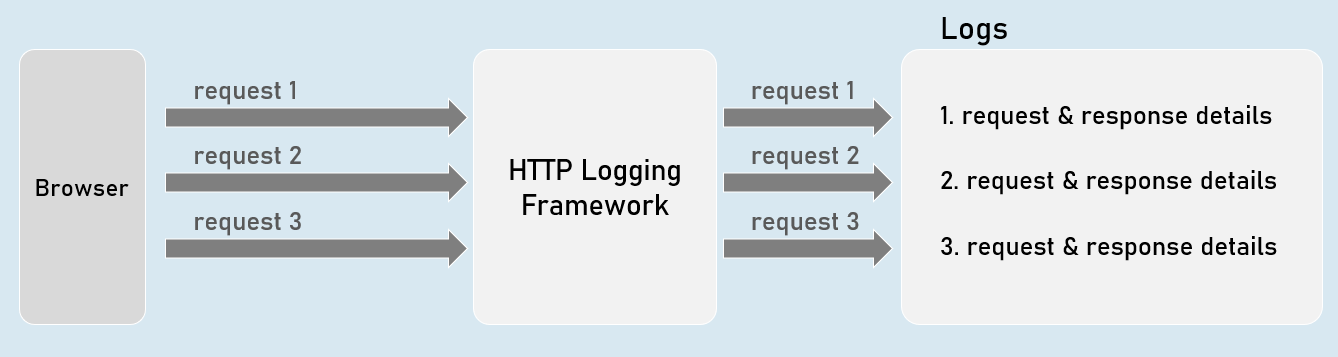 Logs
Browser
request 1
request 2
request 3
HTTP Logging
Framework
request 1
request 2
request 3
1. request & response details
2. request & response details
3. request & response details